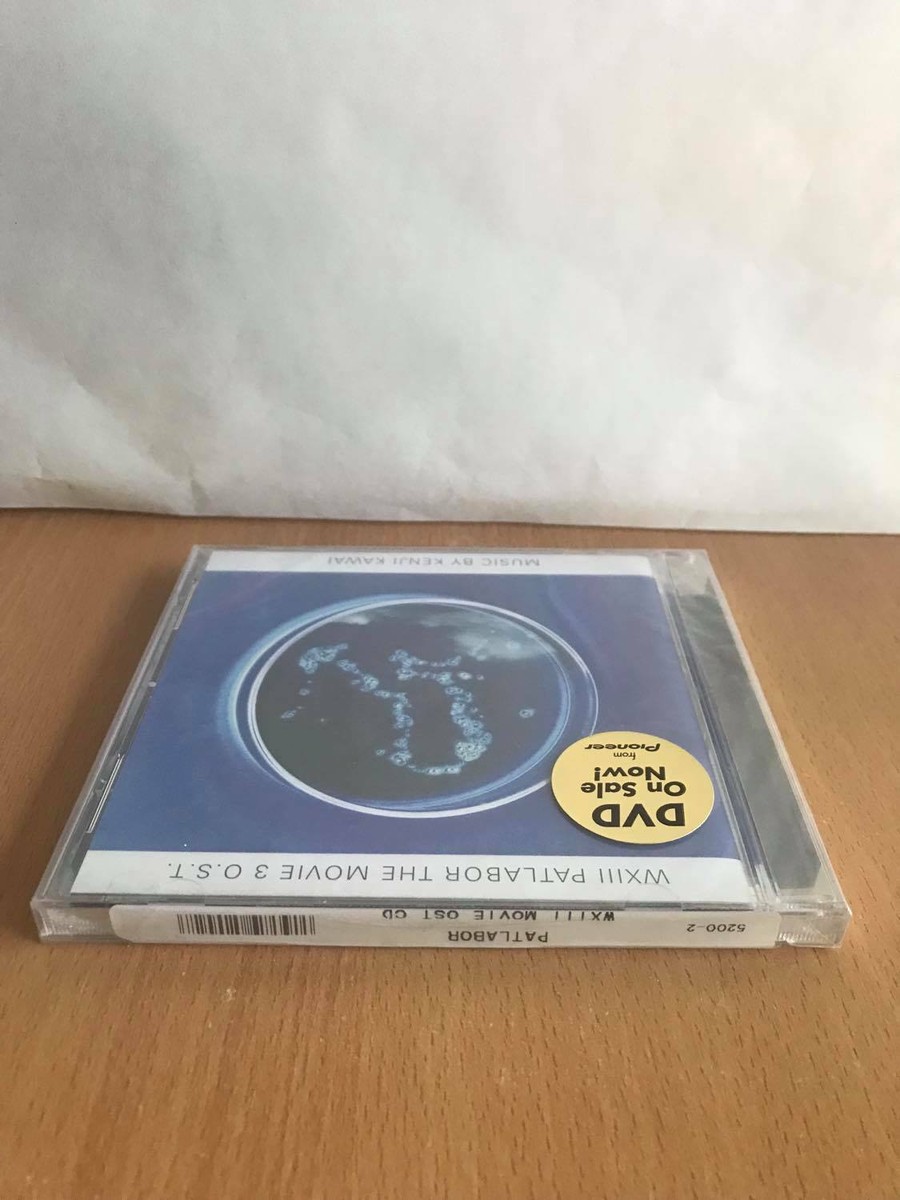 WXIII PATLABOR THE MOVIE 3 O.S.T.
DVD
On Sale
Now!
from
Pioneer
MUSIC BY KENJI KAWAI
5200-2
PATLABOR
WXIII MOVIE OST CD